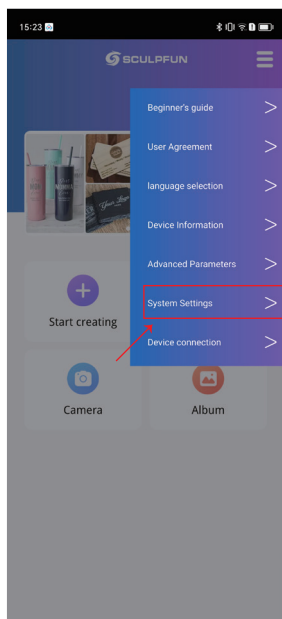 15:23
SCULPFUN
Beginner's guide
User Agreement
language selection
Device Information
Advanced Parameters
System Settings
Device connection
Start creating
Camera
Album